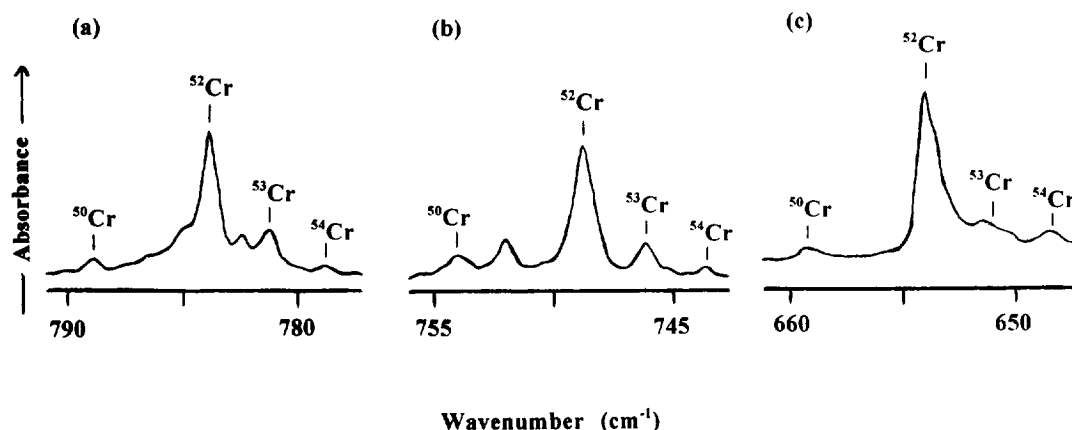 (a)
(b)
(c)
⁵⁰Cr
⁵²Cr
⁵³Cr
⁵⁴Cr
⁵⁰Cr
⁵²Cr
⁵³Cr
⁵⁴Cr
⁵⁰Cr
⁵²Cr
⁵³Cr
⁵⁴Cr
Absorbance
790
780
755
745
660
650
Wavenumber (cm⁻¹)